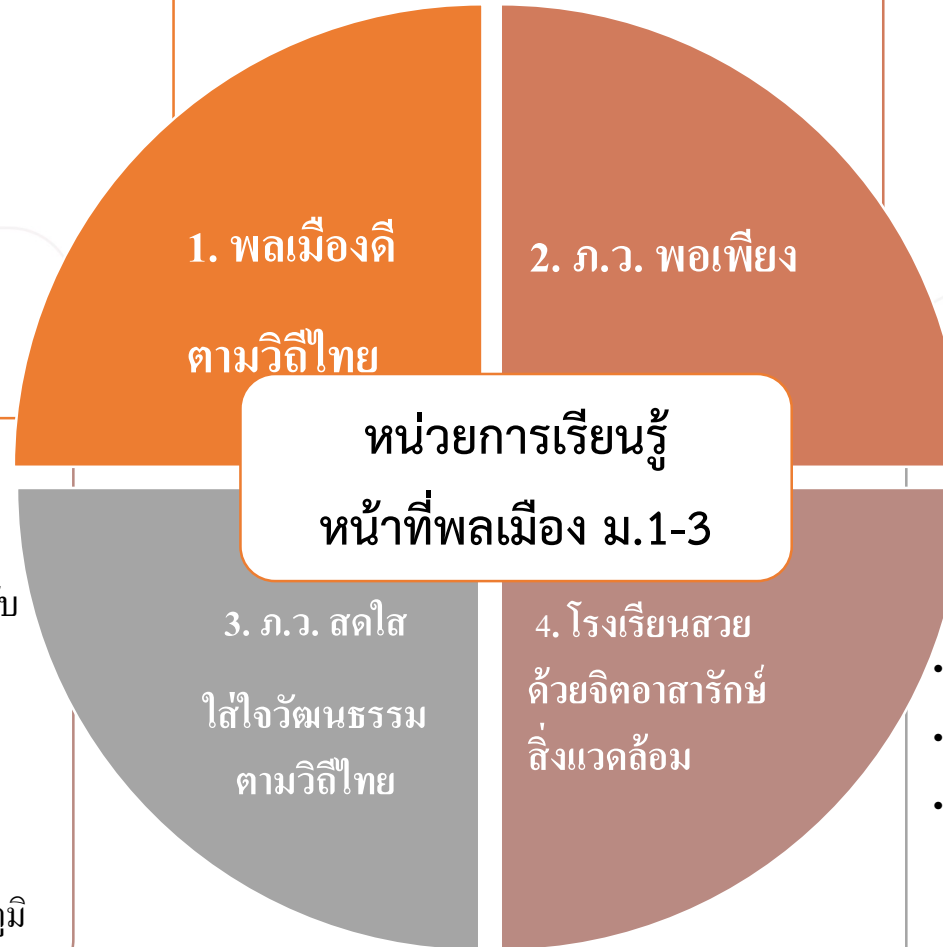 1. พลเมืองดี
ตามวิถีไทย
2. ภ.ว. พอเพียง
หน่วยการเรียนรู้
หน้าที่พลเมือง ม.1-3
3. ภ.ว. สดใส
ใส่ใจวัฒนธรรม
ตามวิถีไทย
4. โรงเรียนสวย
ด้วยจิตอาสารักษ์
สิ่งแวดล้อม